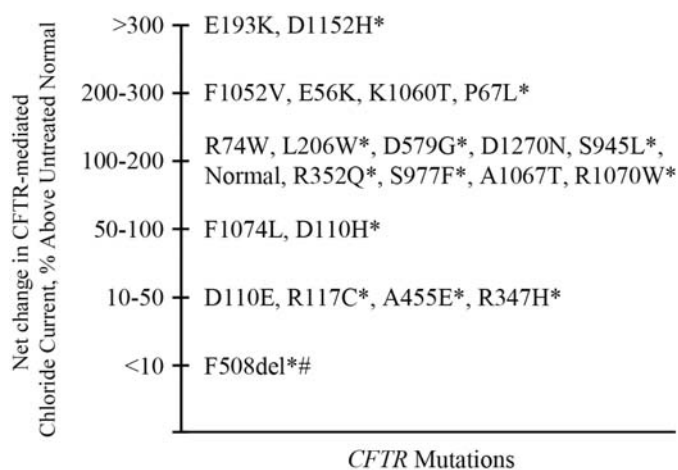 Net change in CFTR-mediated
Chloride Current, % Above Untreated Normal
>300 E193K, D1152H*
200-300 F1052V, E56K, K1060T, P67L*
100-200 R74W, L206W*, D579G*, D1270N, S945L*,
Normal, R352Q*, S977F*, A1067T, R1070W*
50-100 F1074L, D110H*
10-50 D110E, R117C*, A455E*, R347H*
<10 F508del*#
CFTR Mutations